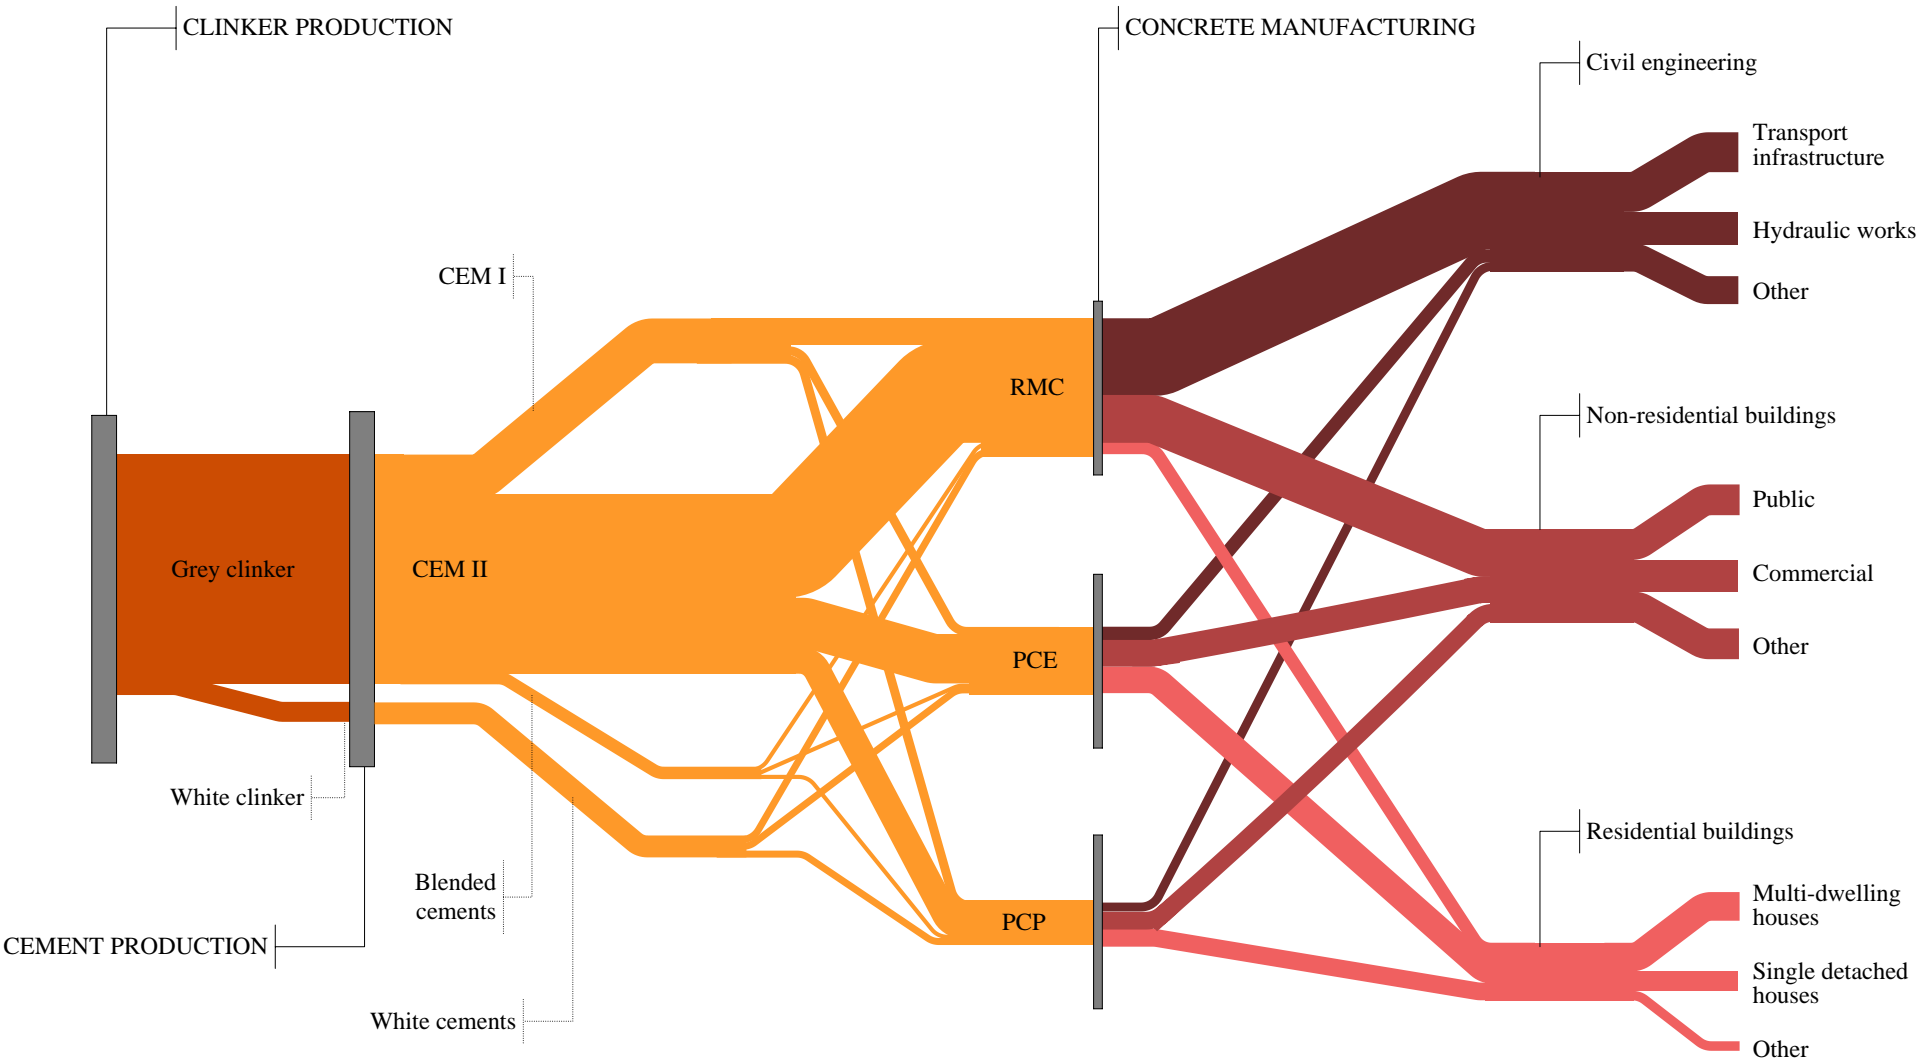 CLINKER PRODUCTION
CONCRETE MANUFACTURING
Civil engineering
Transport
infrastructure
Hydraulic works
Other
CEM I
RMC
Non-residential buildings
Public
Commercial
Other
Grey clinker
CEM II
PCE
White clinker
Blended
cements
PCP
CEMENT PRODUCTION
White cements
Residential buildings
Multi-dwelling
houses
Single detached
houses
Other